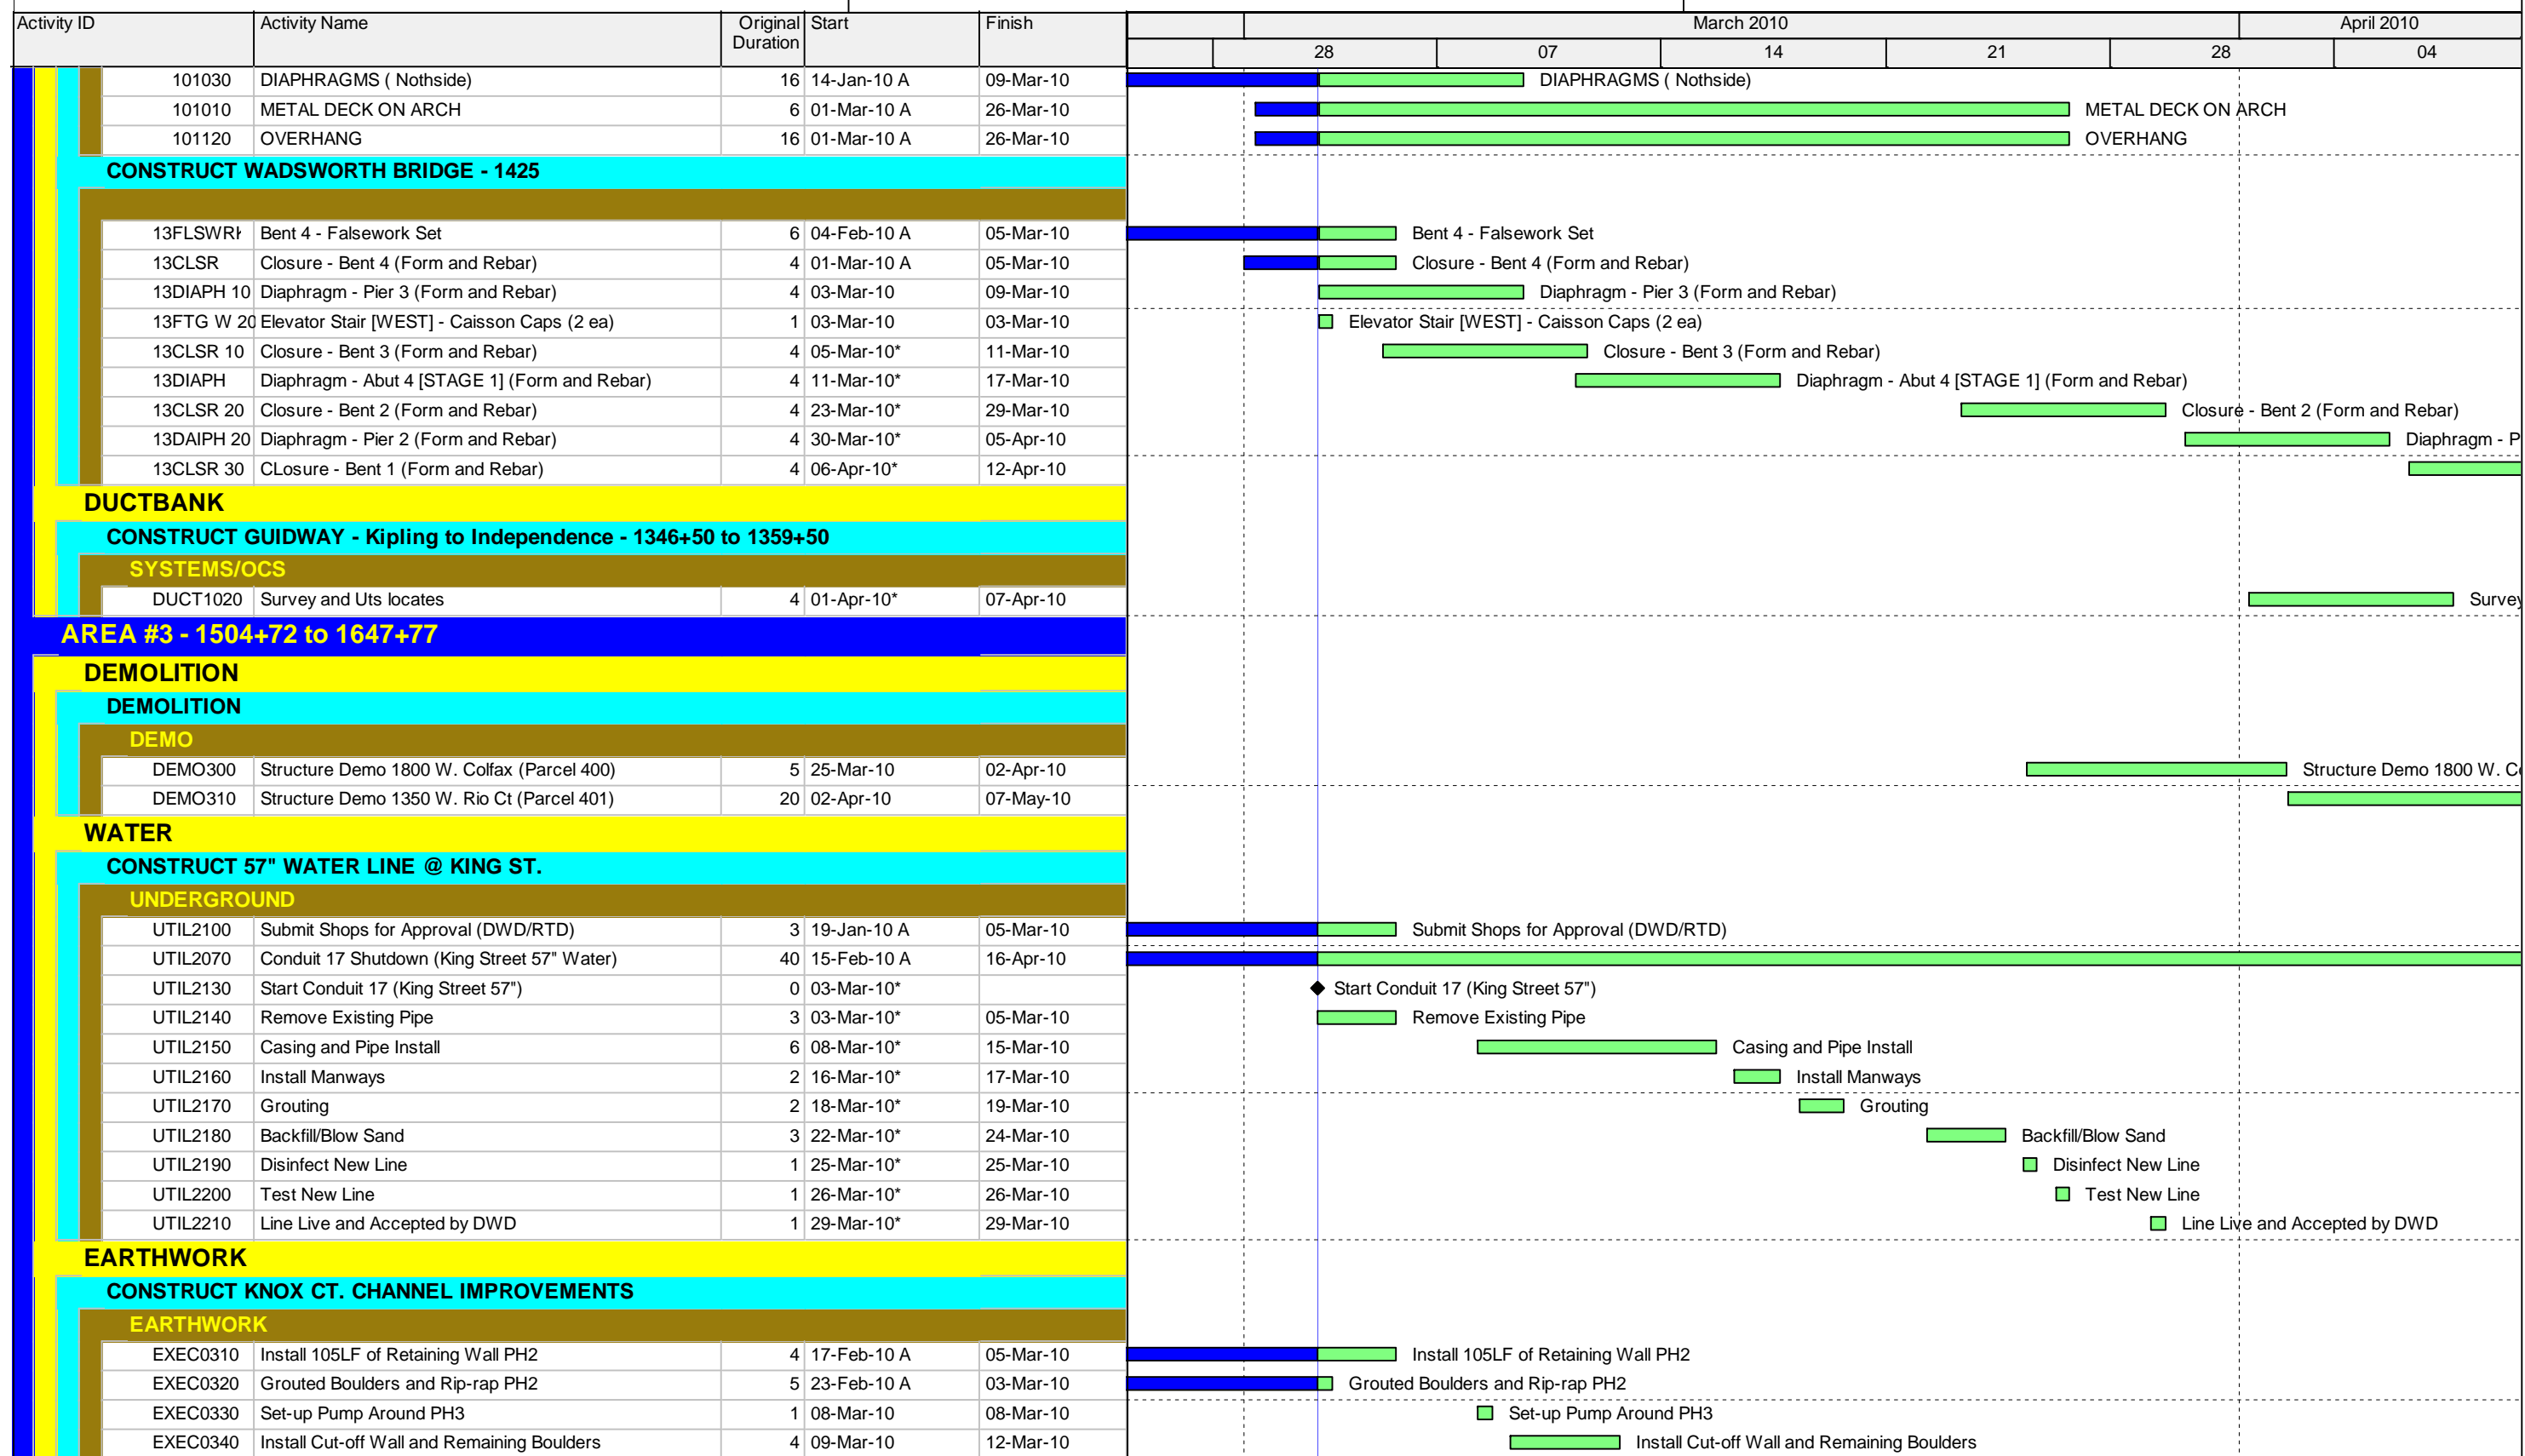 Activity ID Activity Name Original Duration Start Finish March 2010 April 2010
28 07 14 21 28 04
101030 DIAPHRAGMS ( Nothside) 16 14-Jan-10 A 09-Mar-10 DIAPHRAGMS ( Nothside)
101010 METAL DECK ON ARCH 6 01-Mar-10 A 26-Mar-10 METAL DECK ON ARCH
101120 OVERHANG 16 01-Mar-10 A 26-Mar-10 OVERHANG
CONSTRUCT WADSWORTH BRIDGE - 1425
13FLSWRK Bent 4 - Falsework Set 6 04-Feb-10 A 05-Mar-10 Bent 4 - Falsework Set
13CLSR Closure - Bent 4 (Form and Rebar) 4 01-Mar-10 A 05-Mar-10 Closure - Bent 4 (Form and Rebar)
13DIAPH 10 Diaphragm - Pier 3 (Form and Rebar) 4 03-Mar-10 09-Mar-10 Diaphragm - Pier 3 (Form and Rebar)
13FTG W 20 Elevator Stair [WEST] - Caisson Caps (2 ea) 1 03-Mar-10 03-Mar-10 Elevator Stair [WEST] - Caisson Caps (2 ea)
13CLSR 10 Closure - Bent 3 (Form and Rebar) 4 05-Mar-10* 11-Mar-10 Closure - Bent 3 (Form and Rebar)
13DIAPH Diaphragm - Abut 4 [STAGE 1] (Form and Rebar) 4 11-Mar-10* 17-Mar-10 Diaphragm - Abut 4 [STAGE 1] (Form and Rebar)
13CLSR 20 Closure - Bent 2 (Form and Rebar) 4 23-Mar-10* 29-Mar-10 Closure - Bent 2 (Form and Rebar)
13DAIPH 20 Diaphragm - Pier 2 (Form and Rebar) 4 30-Mar-10* 05-Apr-10 Diaphragm - P
13CLSR 30 CLosure - Bent 1 (Form and Rebar) 4 06-Apr-10* 12-Apr-10
DUCTBANK
CONSTRUCT GUIDWAY - Kipling to Independence - 1346+50 to 1359+50
SYSTEMS/OCS
DUCT1020 Survey and Uts locates 4 01-Apr-10* 07-Apr-10 Survey
AREA #3 - 1504+72 to 1647+77
DEMOLITION
DEMOLITION
DEMO
DEMO300 Structure Demo 1800 W. Colfax (Parcel 400) 5 25-Mar-10 02-Apr-10 Structure Demo 1800 W. Co
DEMO310 Structure Demo 1350 W. Rio Ct (Parcel 401) 20 02-Apr-10 07-May-10
WATER
CONSTRUCT 57" WATER LINE @ KING ST.
UNDERGROUND
UTIL2100 Submit Shops for Approval (DWD/RTD) 3 19-Jan-10 A 05-Mar-10 Submit Shops for Approval (DWD/RTD)
UTIL2070 Conduit 17 Shutdown (King Street 57" Water) 40 15-Feb-10 A 16-Apr-10
UTIL2130 Start Conduit 17 (King Street 57") 0 03-Mar-10* Start Conduit 17 (King Street 57")
UTIL2140 Remove Existing Pipe 3 03-Mar-10* 05-Mar-10 Remove Existing Pipe
UTIL2150 Casing and Pipe Install 6 08-Mar-10* 15-Mar-10 Casing and Pipe Install
UTIL2160 Install Manways 2 16-Mar-10* 17-Mar-10 Install Manways
UTIL2170 Grouting 2 18-Mar-10* 19-Mar-10 Grouting
UTIL2180 Backfill/Blow Sand 3 22-Mar-10* 24-Mar-10 Backfill/Blow Sand
UTIL2190 Disinfect New Line 1 25-Mar-10* 25-Mar-10 Disinfect New Line
UTIL2200 Test New Line 1 26-Mar-10* 26-Mar-10 Test New Line
UTIL2210 Line Live and Accepted by DWD 1 29-Mar-10* 29-Mar-10 Line Live and Accepted by DWD
EARTHWORK
CONSTRUCT KNOX CT. CHANNEL IMPROVEMENTS
EARTHWORK
EXEC0310 Install 105LF of Retaining Wall PH2 4 17-Feb-10 A 05-Mar-10 Install 105LF of Retaining Wall PH2
EXEC0320 Grouted Boulders and Rip-rap PH2 5 23-Feb-10 A 03-Mar-10 Grouted Boulders and Rip-rap PH2
EXEC0330 Set-up Pump Around PH3 1 08-Mar-10 08-Mar-10 Set-up Pump Around PH3
EXEC0340 Install Cut-off Wall and Remaining Boulders 4 09-Mar-10 12-Mar-10 Install Cut-off Wall and Remaining Boulders